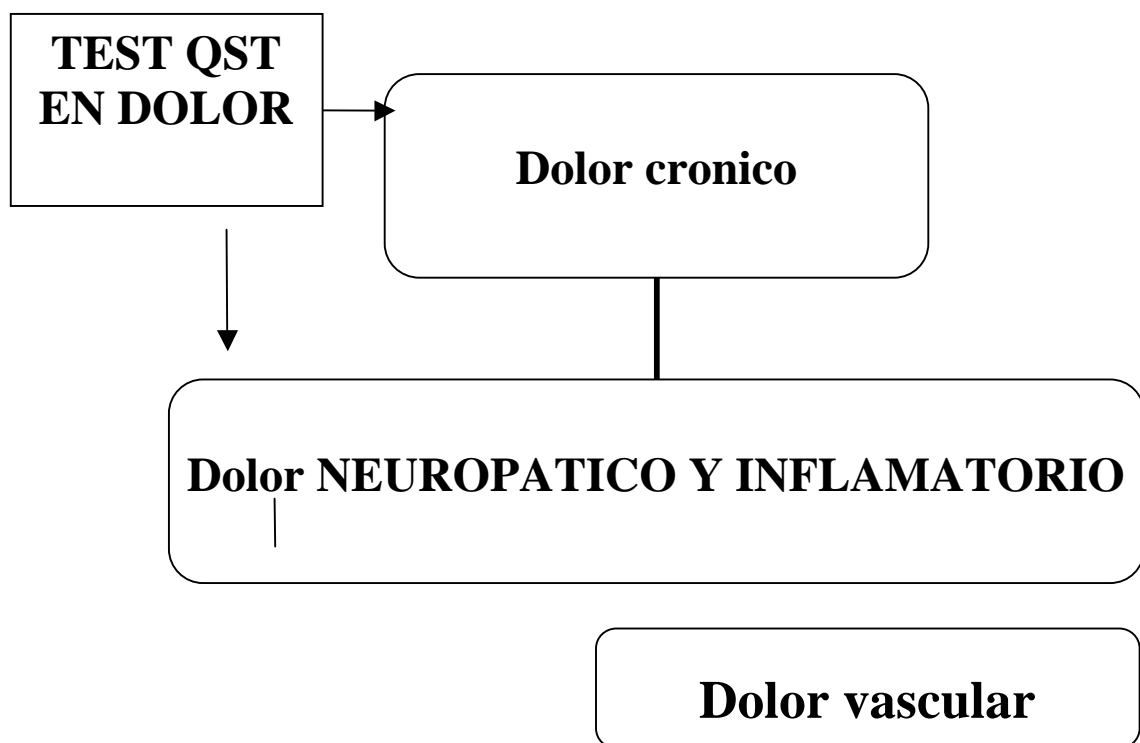 TEST QST
EN DOLOR
Dolor cronico
Dolor NEUROPATICO Y INFLAMATORIO
Dolor vascular